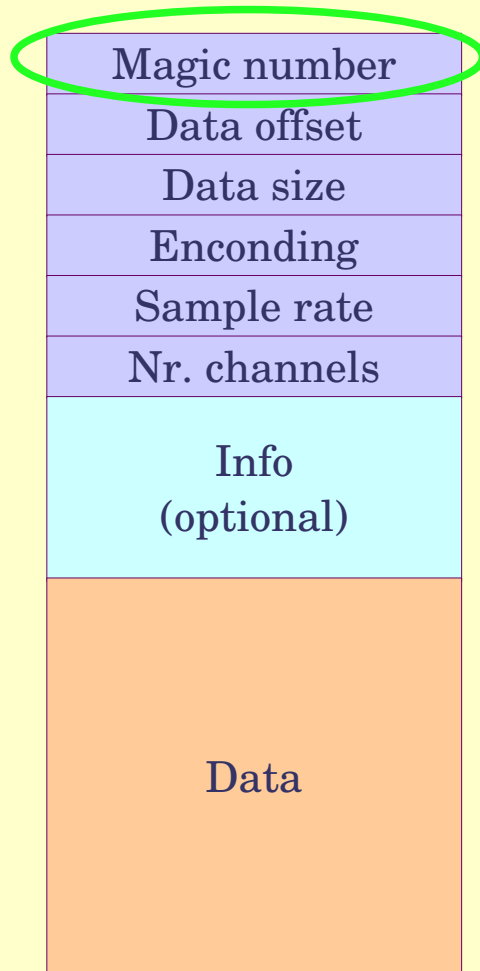 Magic number
Data offset
Data size
Enconding
Sample rate
Nr. channels
Info
(optional)
Data